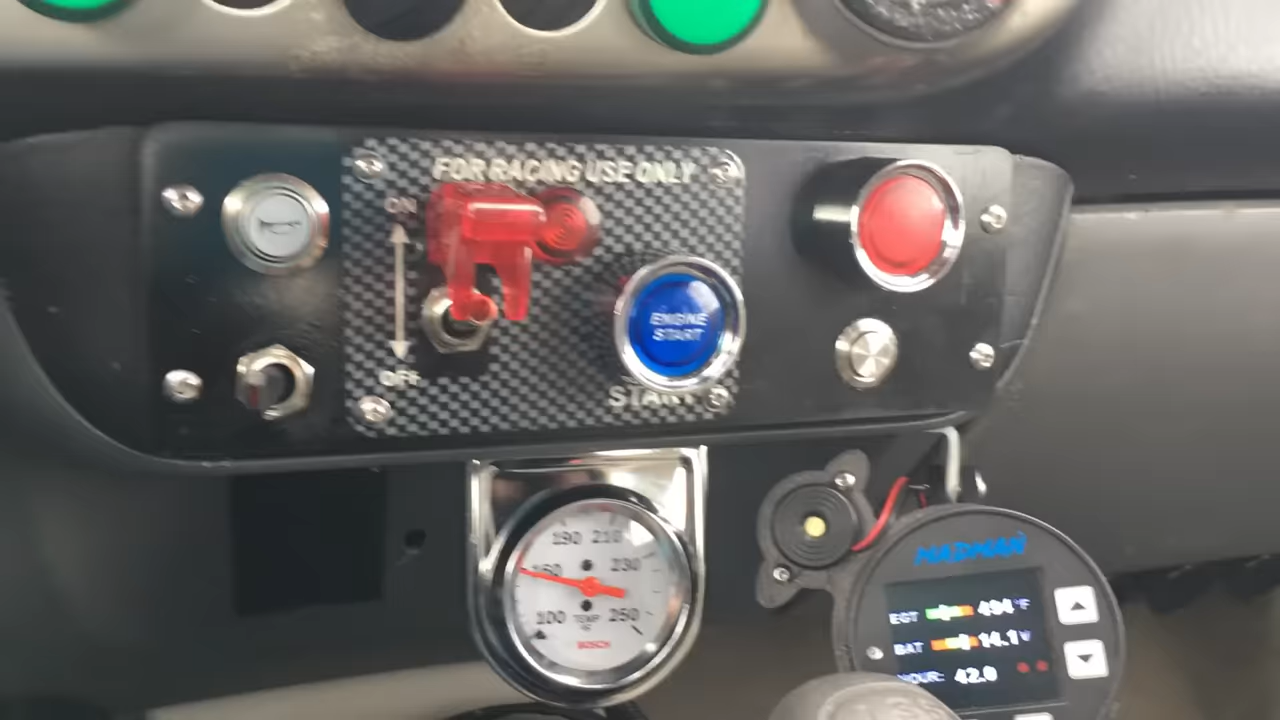 FOR RACING USE ONLY
ON
OFF
ENGINE
START
START
190 210
160 230
100 250
TEMP
°F
BOSCH
MADMAN
EGT 494°F
BAT 14.1V
HOUR: 42.0